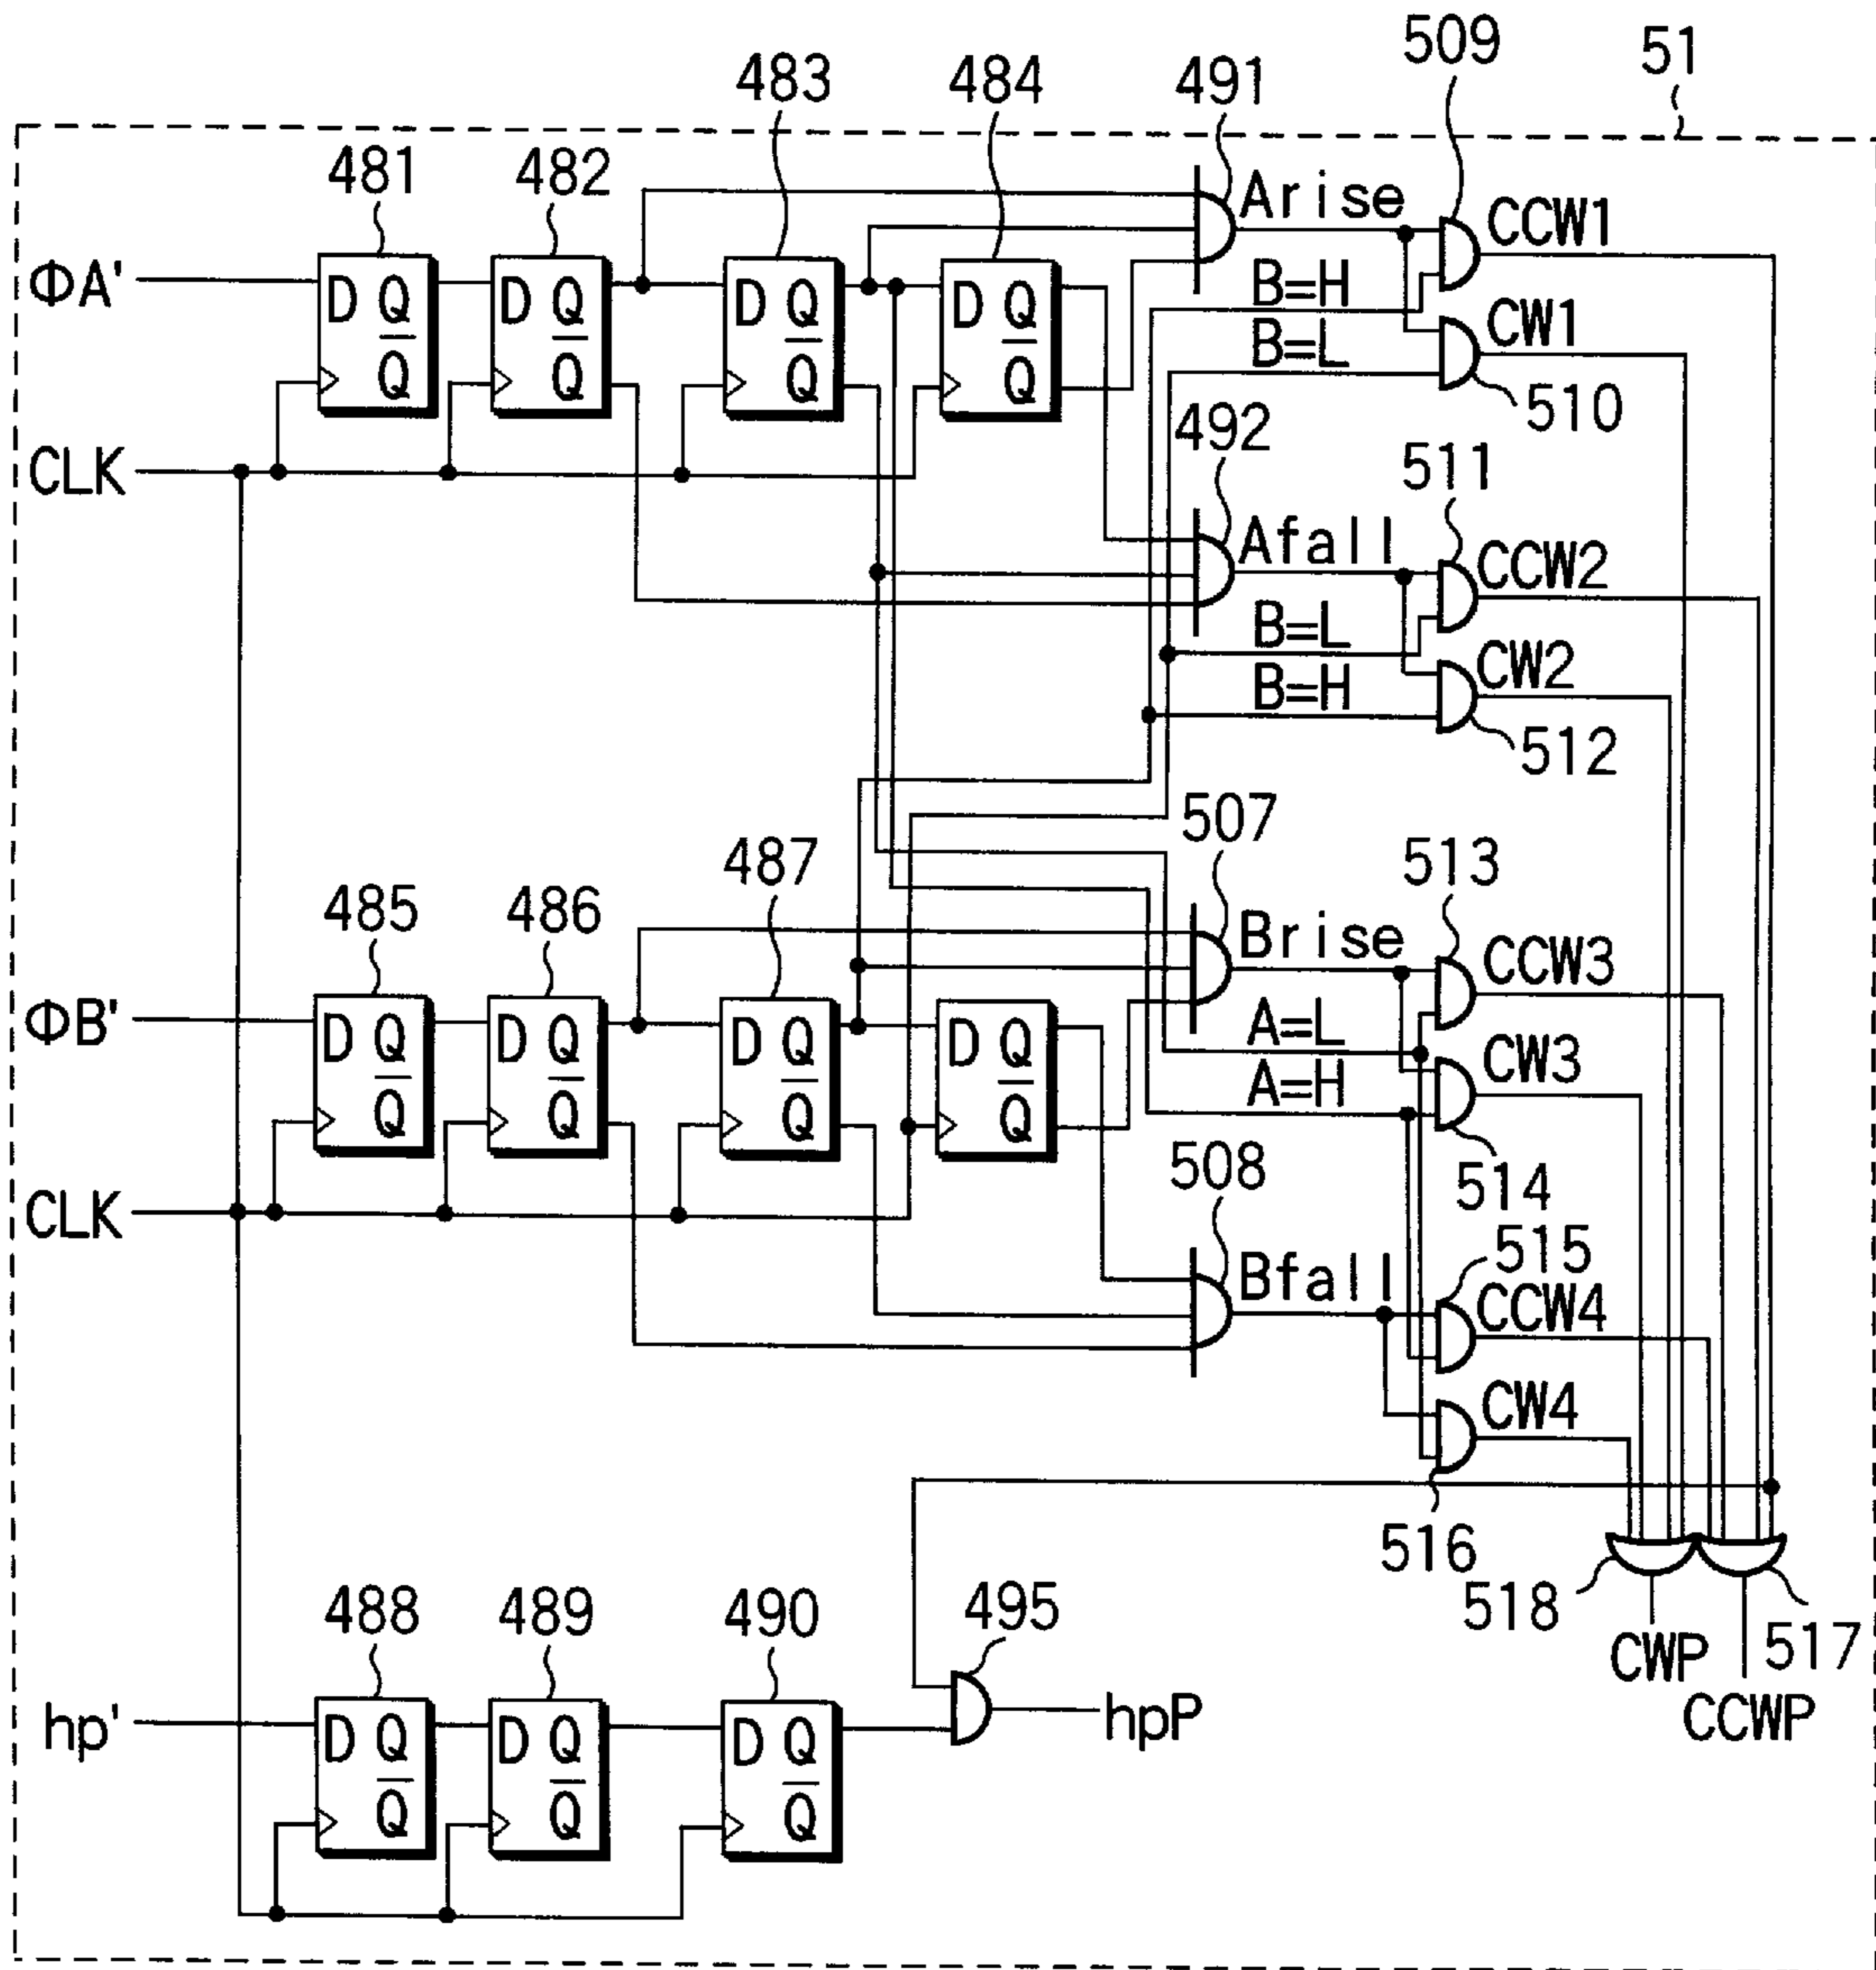 509
51
483
484
491
481
482
Arise
CCW1
ΦA'
D Q
Q
D Q
Q
D Q
Q
D Q
Q
B=H
CW1
B=L
510
492
CLK
511
Afall
CCW2
B=L
CW2
B=H
512
507
487
513
485
486
Brise
CCW3
ΦB'
D Q
Q
D Q
Q
D Q
Q
D Q
Q
A=L
CW3
A=H
508
514
CLK
515
Bfall
CCW4
CW4
516
518
517
CWP
CCWP
488
489
490
495
hp'
D Q
Q
D Q
Q
D Q
Q
hpP